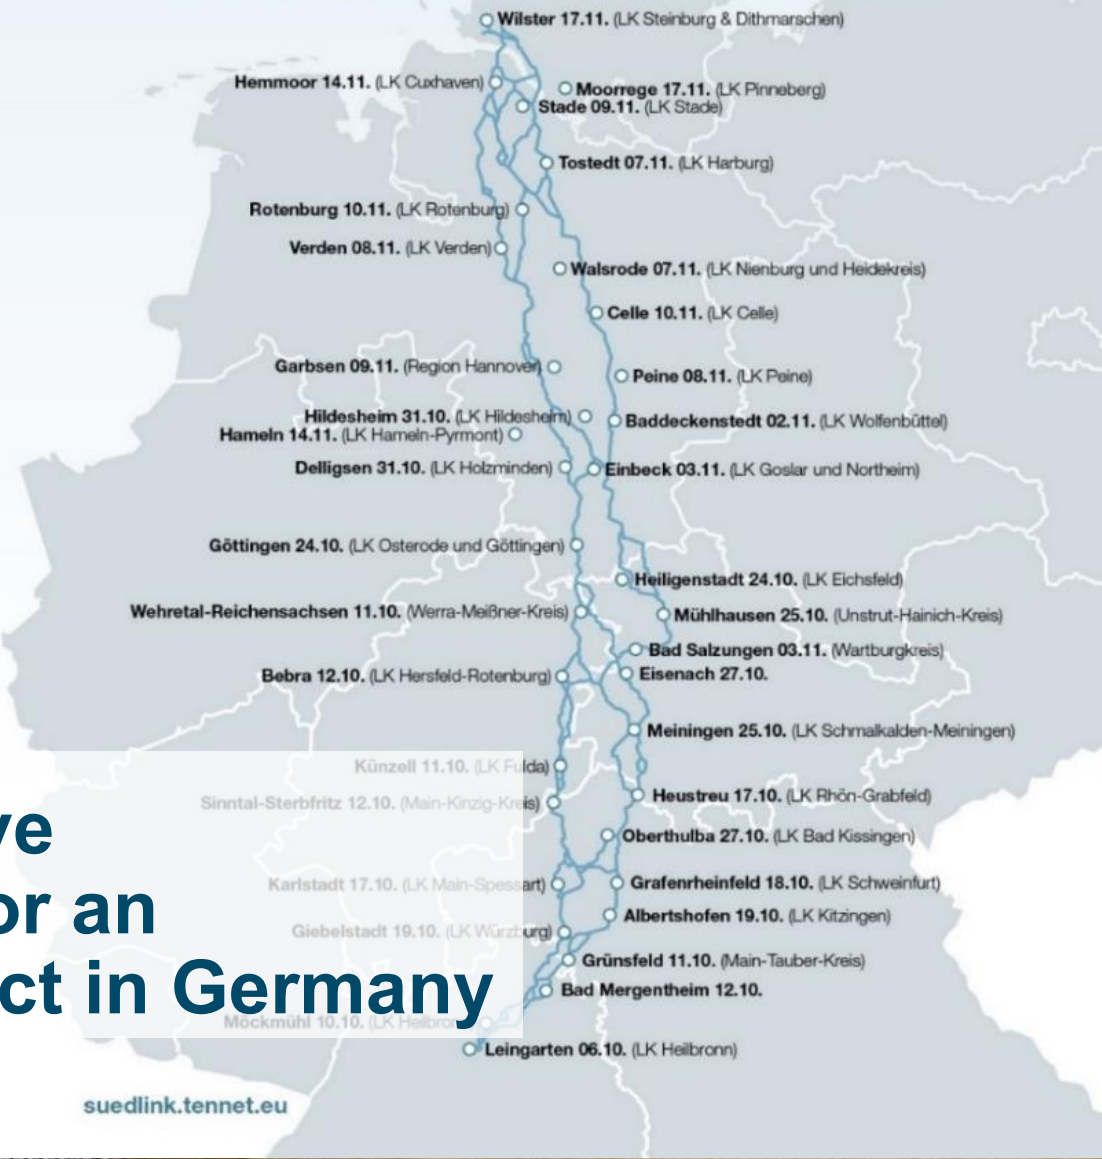 Wilster 17.11. (LK Steinburg & Dithmarschen)
Hemmoor 14.11. (LK Cuxhaven)
Moorrege 17.11. (LK Pinneberg)
Stade 09.11. (LK Stade)
Tostedt 07.11. (LK Harburg)
Rotenburg 10.11. (LK Rotenburg)
Verden 08.11. (LK Verden)
Walsrode 07.11. (LK Nienburg und Heidekreis)
Celle 10.11. (LK Celle)
Garbsen 09.11. (Region Hannover)
Peine 08.11. (LK Peine)
Hildesheim 31.10. (LK Hildesheim)
Baddeckenstedt 02.11. (LK Wolfenbüttel)
Hameln 14.11. (LK Hameln-Pyrmont)
Delligsen 31.10. (LK Holzminden)
Einbeck 03.11. (LK Goslar und Northeim)
Göttingen 24.10. (LK Osterode und Göttingen)
Heiligenstadt 24.10. (LK Eichsfeld)
Wehretal-Reichensachsen 11.10. (Werra-Meißner-Kreis)
Mühlhausen 25.10. (Unstrut-Hainich-Kreis)
Bad Salzungen 03.11. (Wartburgkreis)
Bebra 12.10. (LK Hersfeld-Rotenburg)
Eisenach 27.10.
Meiningen 25.10. (LK Schmalkalden-Meiningen)
Künzell 11.10. (LK Fulda)
Sinntal-Sterbfritz 12.10. (Main-Kinzig-Kreis)
Heustreu 17.10. (LK Rhön-Grabfeld)
ve
Oberthulba 27.10. (LK Bad Kissingen)
Karlstadt 17.10. (LK Main-Spessart)
Grafenrheinfeld 18.10. (LK Schweinfurt)
or an
Albertshofen 19.10. (LK Kitzingen)
Giebelstadt 19.10. (LK Würzburg)
Grünsfeld 11.10. (Main-Tauber-Kreis)
ct in Germany
Bad Mergentheim 12.10.
Möckmühl 10.10. (LK Heilbronn)
Leingarten 06.10. (LK Heilbronn)
suedlink.tennet.eu